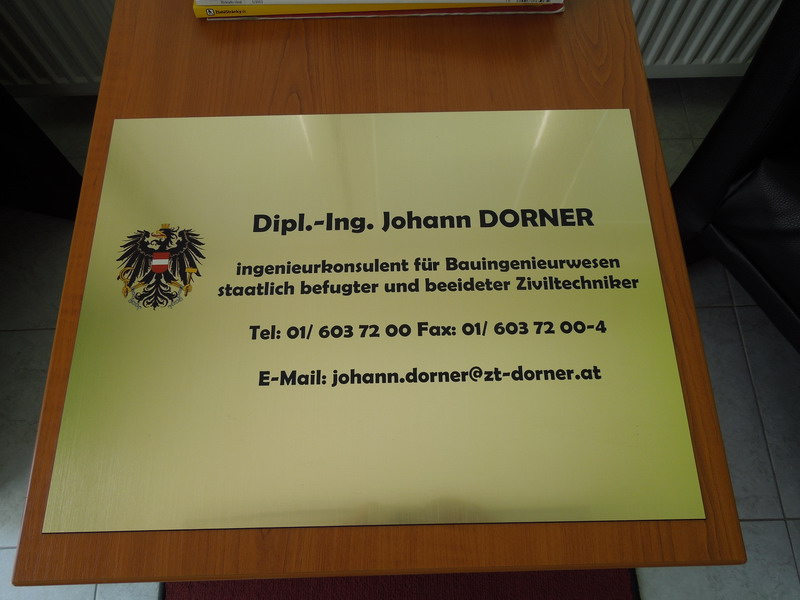 Dipl.-Ing. Johann DORNER
ingenieurkonsulent für Bauingenieurwesen
staatlich befugter und beeideter Ziviltechniker
Tel: 01/ 603 72 00 Fax: 01/ 603 72 00-4
E-Mail: johann.dorner@zt-dorner.at